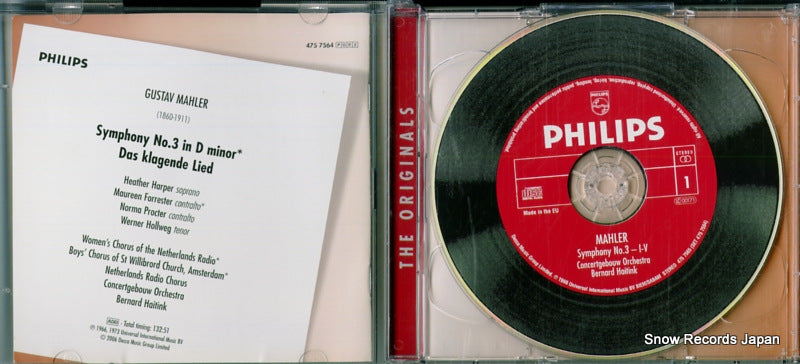 475 7564
PHILIPS
GUSTAV MAHLER
(1860-1911)
Symphony No.3 in D minor*
Das klagende Lied
Heather Harper soprano
Maureen Forrester contralto*
Norma Procter contralto
Werner Hollweg tenor
Women's Chorus of the Netherlands Radio*
Boys' Chorus of St Willibrord Church, Amsterdam*
Netherlands Radio Chorus
Concertgebouw Orchestra
Bernard Haitink
ADD · Total timing: 132:51
℗ 1966, 1973 Universal International Music BV
© 2006 Decca Music Group Limited
THE ORIGINALS
PHILIPS
PHILIPS
STEREO
1
Made in the EU
MAHLER
Symphony No.3 – I-V
Concertgebouw Orchestra
Bernard Haitink
Snow Records Japan